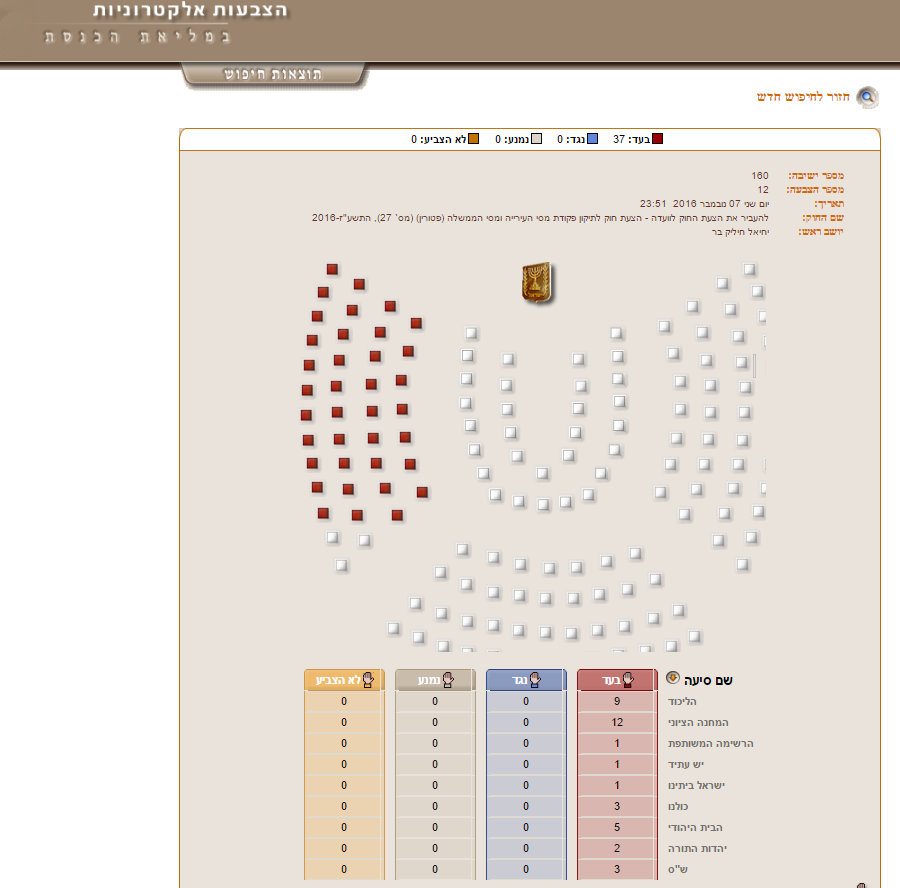 הצבעות אלקטרוניות
במליאת הכנסת
תוצאות חיפוש
חזור לחיפוש חדש
בעד: 37 נגד: 0 נמנע: 0 לא הצביע: 0
מספר ישיבה: 160
מספר הצבעה: 12
תאריך: יום שני 07 נובמבר 2016 23:51
שם החוק: להעביר את הצעת החוק לוועדה - הצעת חוק לתיקון פקודת מסי העירייה ומסי הממשלה (פטורין) (מס' 27), התשע"ז-2016
יושב ראש: יחיאל חיליק בר
שם סיעה בעד נגד נמנע לא הצביע
הליכוד 9 0 0 0
המחנה הציוני 12 0 0 0
הרשימה המשותפת 1 0 0 0
יש עתיד 1 0 0 0
ישראל ביתינו 1 0 0 0
כולנו 3 0 0 0
הבית היהודי 5 0 0 0
יהדות התורה 2 0 0 0
ש"ס 3 0 0 0